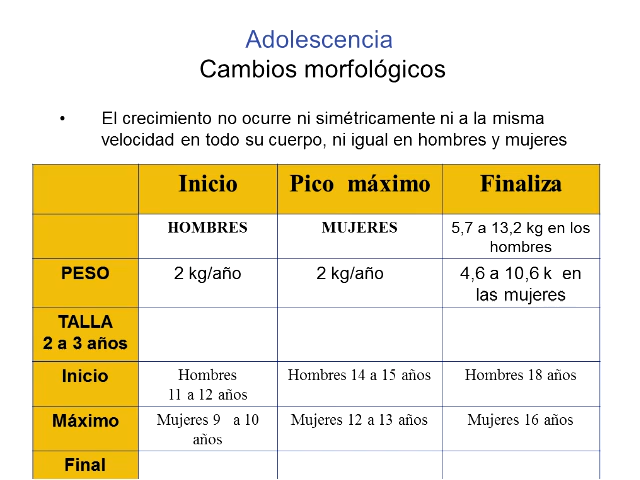 Adolescencia
Cambios morfológicos
• El crecimiento no ocurre ni simétricamente ni a la misma
velocidad en todo su cuerpo, ni igual en hombres y mujeres
Inicio Pico máximo Finaliza
HOMBRES MUJERES 5,7 a 13,2 kg en los
hombres
PESO 2 kg/año 2 kg/año 4,6 a 10,6 k en
las mujeres
TALLA
2 a 3 años
Inicio Hombres Hombres 14 a 15 años Hombres 18 años
11 a 12 años
Máximo Mujeres 9 a 10 Mujeres 12 a 13 años Mujeres 16 años
años
Final